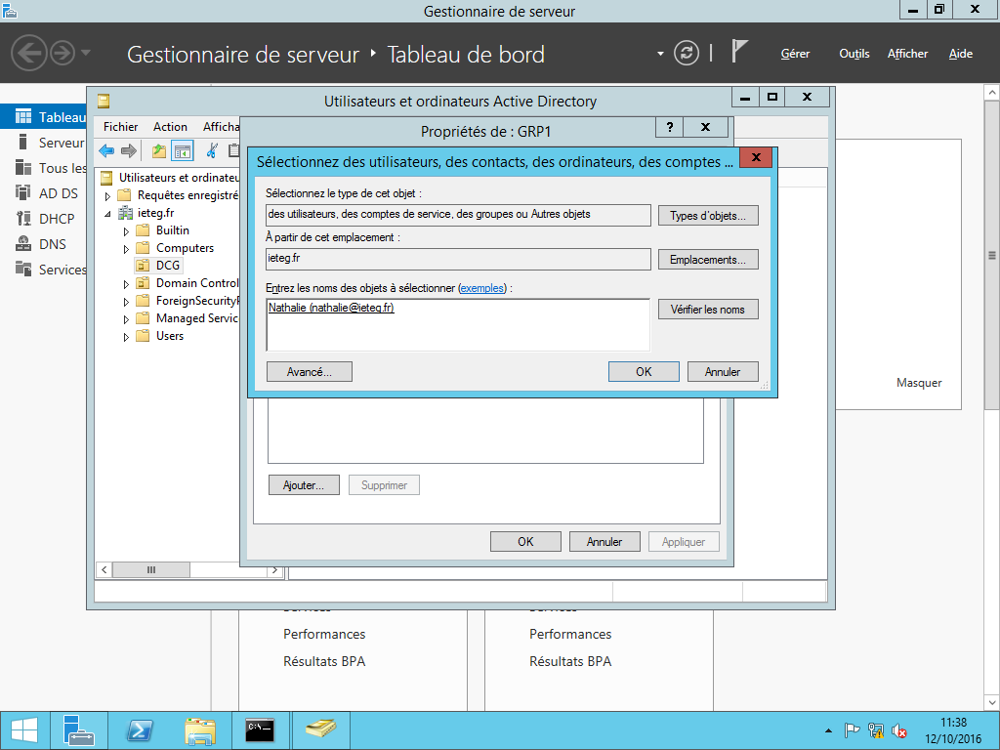 Gestionnaire de serveur
Gestionnaire de serveur ‣ Tableau de bord
Gérer Outils Afficher Aide
Tableau
Serveur
Tous les
AD DS
DHCP
DNS
Services
Utilisateurs et ordinateurs Active Directory
Fichier Action Afficha
Utilisateurs et ordinateu
Requêtes enregistré
ieteg.fr
Builtin
Computers
DCG
Domain Control
ForeignSecurityP
Managed Servic
Users
Propriétés de : GRP1
? X
Sélectionnez des utilisateurs, des contacts, des ordinateurs, des comptes ...
Sélectionnez le type de cet objet :
des utilisateurs, des comptes de service, des groupes ou Autres objets
Types d'objets...
À partir de cet emplacement :
ieteg.fr
Emplacements...
Entrez les noms des objets à sélectionner (exemples) :
Nathalie (nathalie@ieteg.fr)
Vérifier les noms
Avancé...
OK
Annuler
Masquer
Ajouter...
Supprimer
OK
Annuler
Appliquer
Performances
Résultats BPA
Performances
Résultats BPA
11:38
12/10/2016